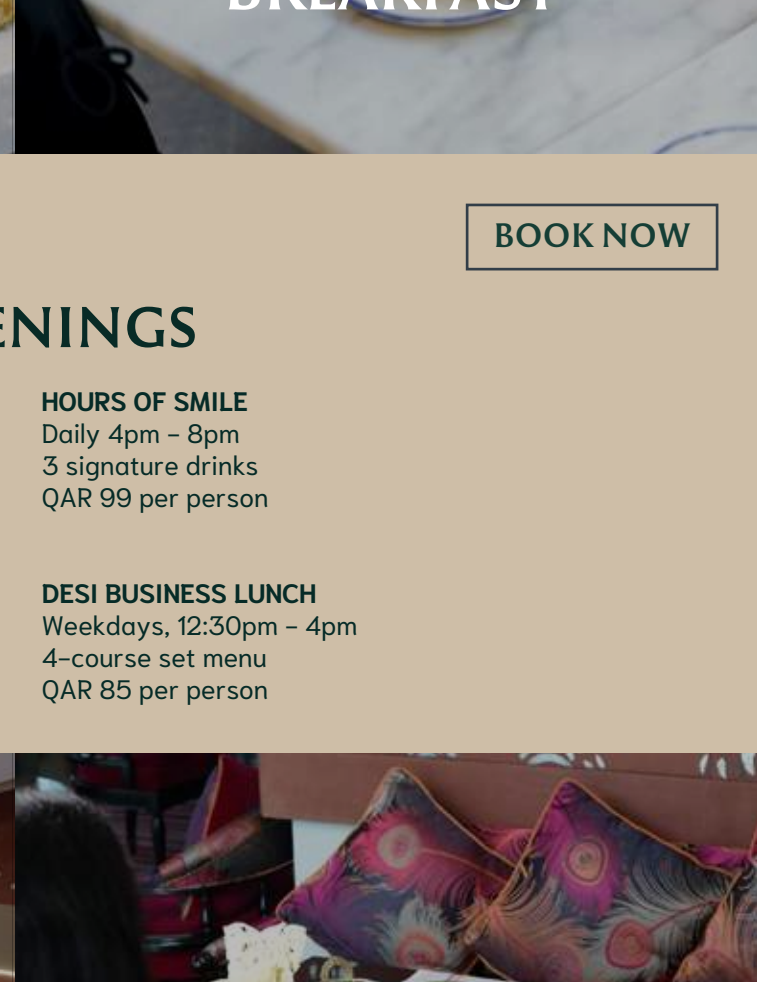 BREAKFAST
BOOK NOW
ENINGS
HOURS OF SMILE
Daily 4pm – 8pm
3 signature drinks
QAR 99 per person
DESI BUSINESS LUNCH
Weekdays, 12:30pm – 4pm
4-course set menu
QAR 85 per person